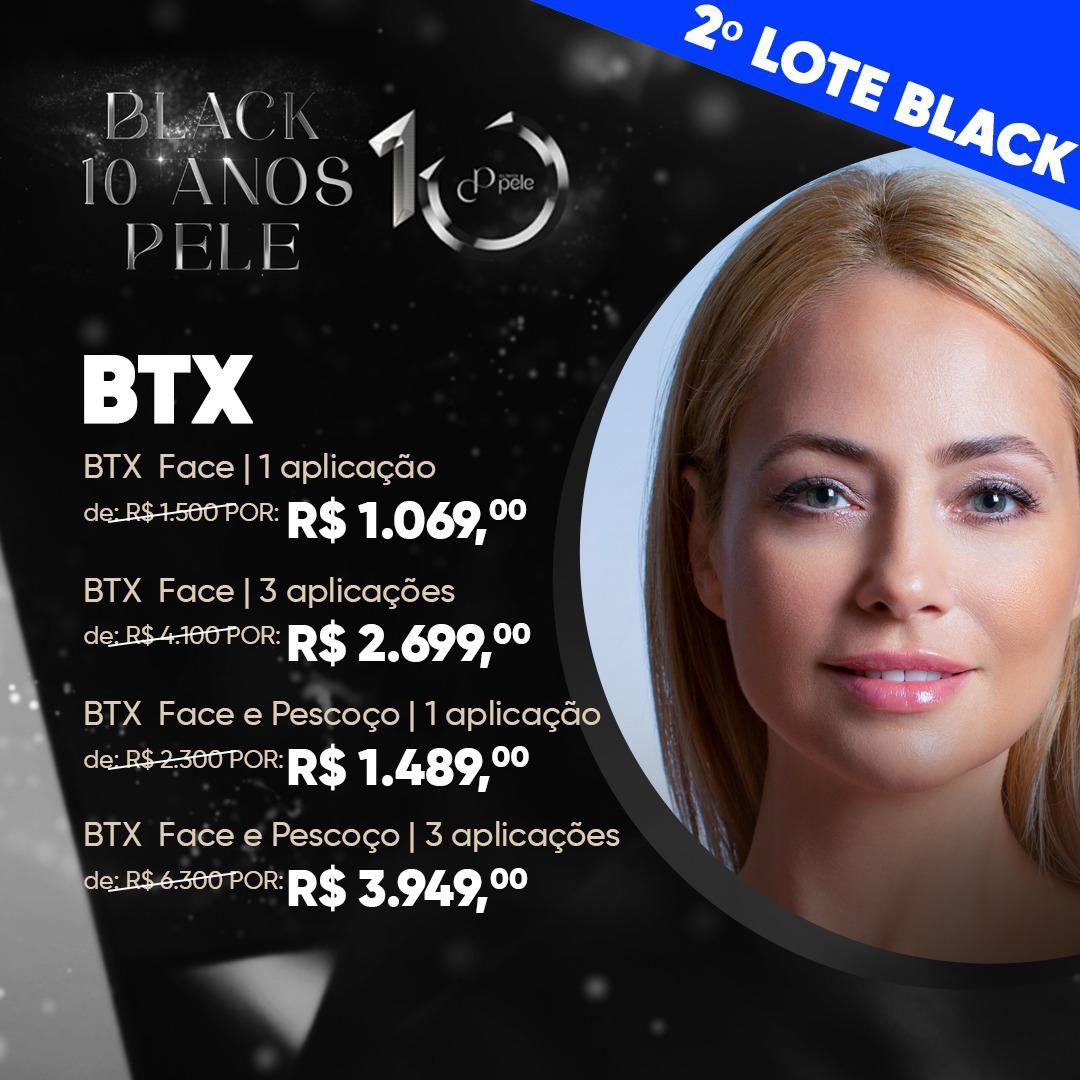 2º LOTE BLACK
BLACK
10 ANOS
PELE
10
pele
BTX
BTX Face | 1 aplicação
de: R$ 1.500 POR: R$ 1.069,00
BTX Face | 3 aplicações
de: R$ 4.100 POR: R$ 2.699,00
BTX Face e Pescoço | 1 aplicação
de: R$ 2.300 POR: R$ 1.489,00
BTX Face e Pescoço | 3 aplicações
de: R$ 6.300 POR: R$ 3.949,00